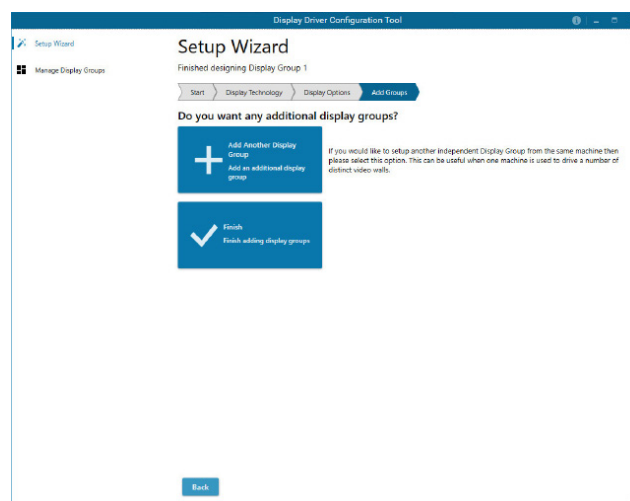 Display Driver Configuration Tool
Setup Wizard
Manage Display Groups
Setup Wizard
Finished designing Display Group 1
Start
Display Technology
Display Options
Add Groups
Do you want any additional display groups?
Add Another Display
Group
Add an additional display
group
If you would like to setup another independent Display Group from the same machine then
please select this option. This can be useful when one machine is used to drive a number of
distinct video walls.
Finish
Finish adding display groups
Back